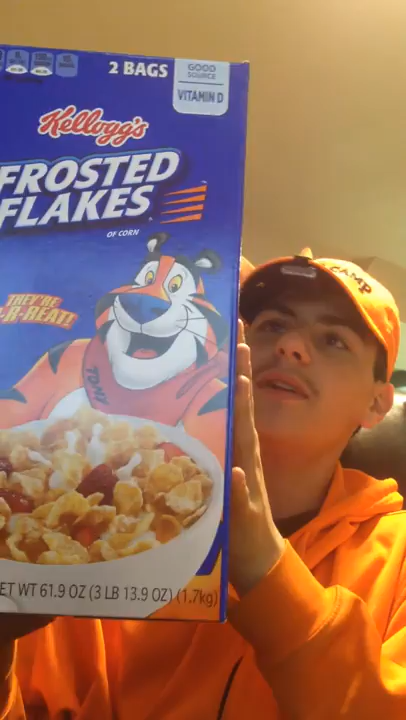 2 BAGS
GOOD
SOURCE
VITAMIN D
Kellogg's
FROSTED
FLAKES
OF CORN
THEY'RE
-R-REAT!
TONY
CAMP
ET WT 61.9 OZ (3 LB 13.9 OZ) (1.7kg)